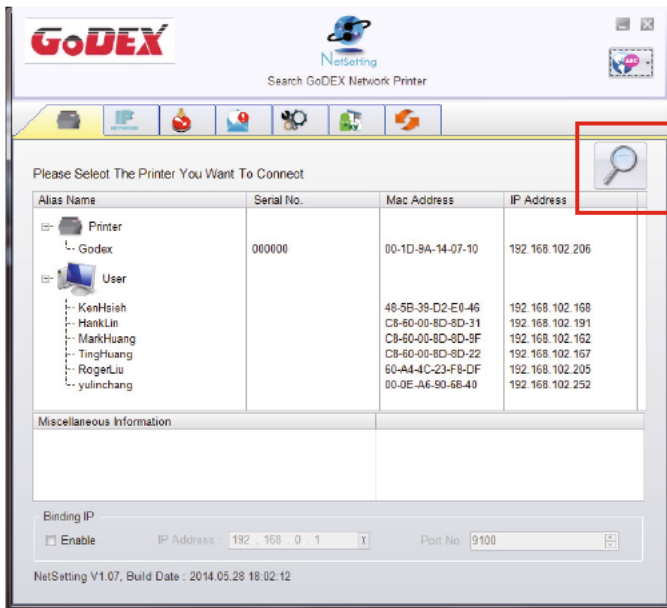 GoDEX
NetSetting
Search GoDEX Network Printer
ABC
IP
Please Select The Printer You Want To Connect
Alias Name Serial No. Mac Address IP Address
Printer
Godex 000000 00-1D-9A-14-07-10 192.168.102.206
User
KenHsieh 48-5B-39-D2-E0-46 192.168.102.168
HankLin C8-60-00-8D-8D-31 192.168.102.191
MarkHuang C8-60-00-8D-8D-9F 192.168.102.162
TingHuang C8-60-00-8D-8D-22 192.168.102.167
RogerLiu 60-A4-4C-23-F8-DF 192.168.102.205
yulinchang 00-0E-A6-90-68-40 192.168.102.252
Miscellaneous Information
Binding IP
Enable IP Address : 192 . 168 . 0 . 1 Port No. 9100
NetSetting V1.07, Build Date : 2014.05.28 18:02:12